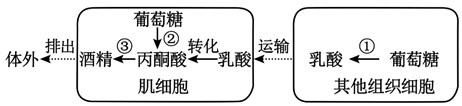 葡萄糖
排出 ③ ② 转化 运输 ①
体外 酒精 丙酮酸 乳酸 乳酸 葡萄糖
肌细胞 其他组织细胞